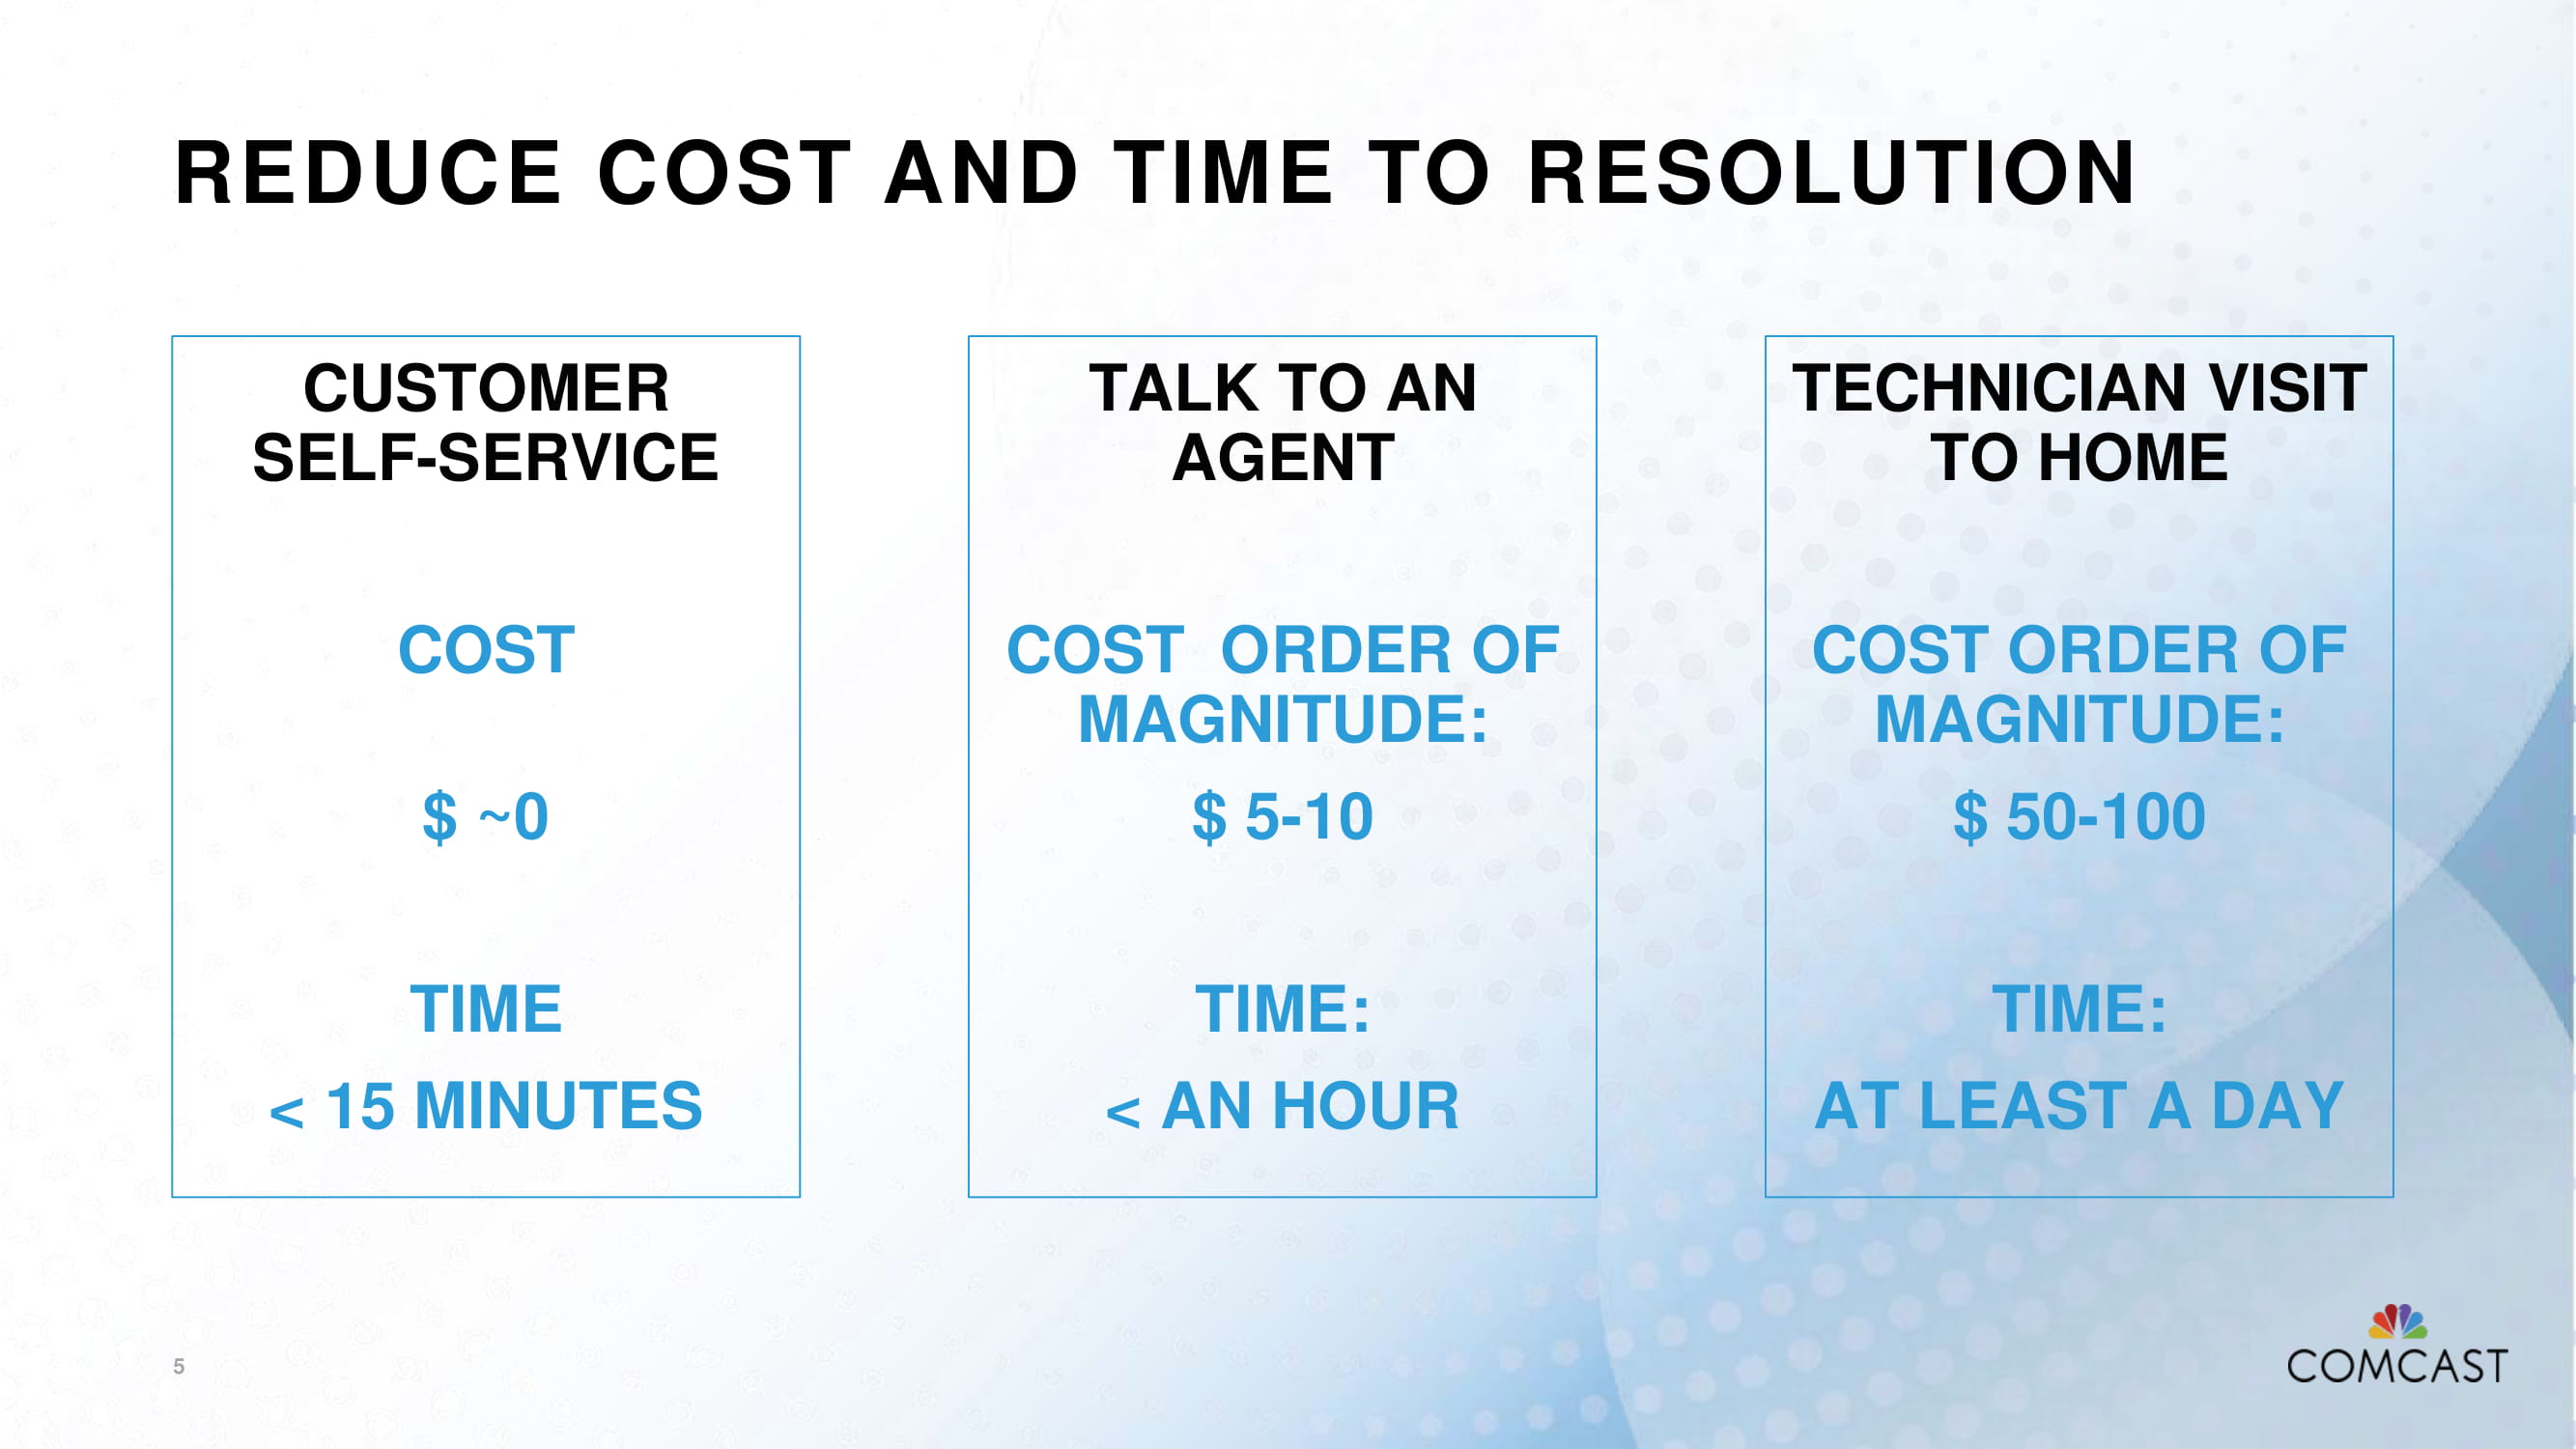 REDUCE COST AND TIME TO RESOLUTION
CUSTOMER
SELF-SERVICE
COST
$ ~0
TIME
< 15 MINUTES
TALK TO AN
AGENT
COST  ORDER OF
MAGNITUDE:
$ 5-10
TIME:
< AN HOUR
TECHNICIAN VISIT
TO HOME
COST ORDER OF
MAGNITUDE:
$ 50-100
TIME:
AT LEAST A DAY
5
COMCAST